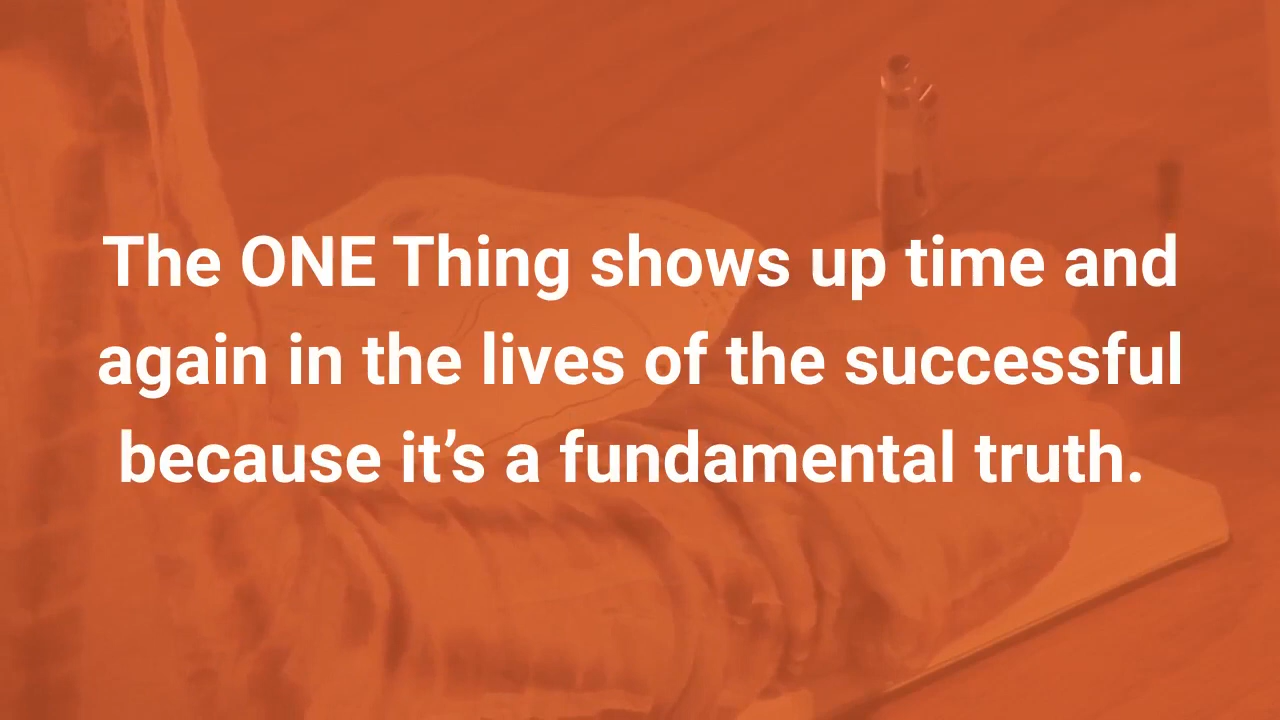 The ONE Thing shows up time and
again in the lives of the successful
because it’s a fundamental truth.